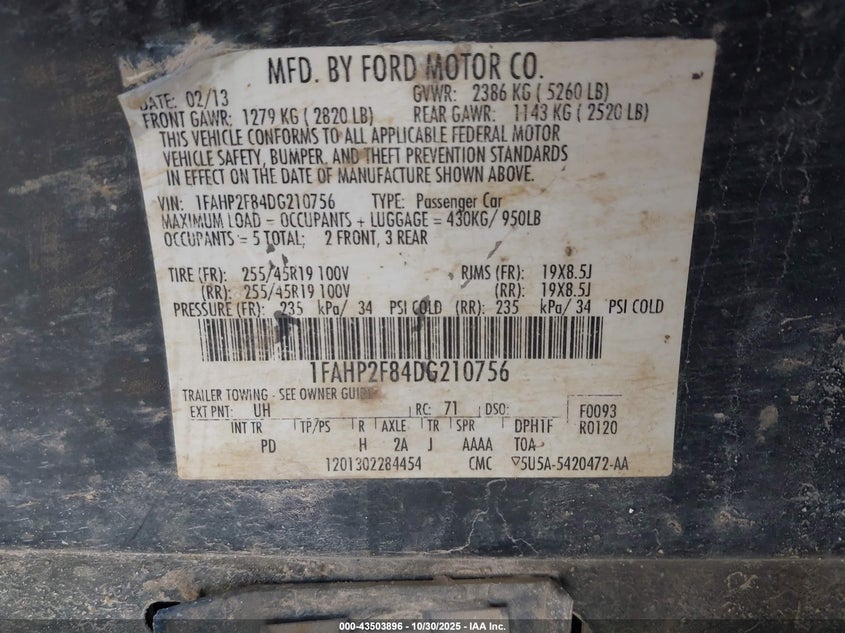 MFD. BY FORD MOTOR CO.
DATE: 02/13 GVWR: 2386 KG ( 5260 LB)
FRONT GAWR: 1279 KG ( 2820 LB) REAR GAWR: 1143 KG ( 2520 LB)
THIS VEHICLE CONFORMS TO ALL APPLICABLE FEDERAL MOTOR
VEHICLE SAFETY, BUMPER, AND THEFT PREVENTION STANDARDS
IN EFFECT ON THE DATE OF MANUFACTURE SHOWN ABOVE.
VIN: 1FAHP2F84DG210756 TYPE: Passenger Car
MAXIMUM LOAD = OCCUPANTS + LUGGAGE = 430KG/ 950LB
OCCUPANTS = 5 TOTAL; 2 FRONT, 3 REAR
TIRE (FR): 255/45R19 100V RIMS (FR): 19X8.5J
(RR): 255/45R19 100V (RR): 19X8.5J
PRESSURE (FR): 235 kPa/ 34 PSI COLD (RR): 235 kPa/ 34 PSI COLD
1FAHP2F84DG210756
TRAILER TOWING - SEE OWNER GUIDE
EXT PNT: UH RC: 71 DSO: F0093
INT TR TP/PS R AXLE TR SPR DPH1F R0120
PD H 2A J AAAA TOA
1201302284454 CMC ▽5U5A-5420472-AA
000-43503896 - 10/30/2025 - IAA Inc.